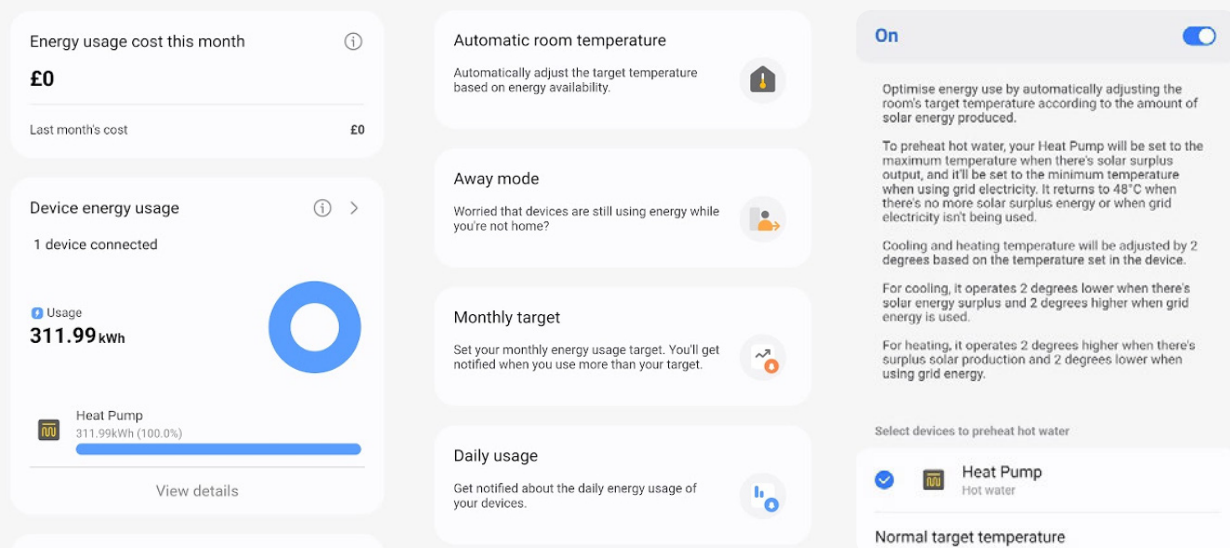 Energy usage cost this month
£0
Last month's cost £0
Device energy usage
1 device connected
Usage
311.99 kWh
Heat Pump
311.99kWh (100.0%)
View details
Automatic room temperature
Automatically adjust the target temperature
based on energy availability.
Away mode
Worried that devices are still using energy while
you're not home?
Monthly target
Set your monthly energy usage target. You'll get
notified when you use more than your target.
Daily usage
Get notified about the daily energy usage of
your devices.
On
Optimise energy use by automatically adjusting the
room's target temperature according to the amount of
solar energy produced.
To preheat hot water, your Heat Pump will be set to the
maximum temperature when there's solar surplus
output, and it'll be set to the minimum temperature
when using grid electricity. It returns to 48°C when
there's no more solar surplus energy or when grid
electricity isn't being used.
Cooling and heating temperature will be adjusted by 2
degrees based on the temperature set in the device.
For cooling, it operates 2 degrees lower when there's
solar energy surplus and 2 degrees higher when grid
energy is used.
For heating, it operates 2 degrees higher when there's
surplus solar production and 2 degrees lower when
using grid energy.
Select devices to preheat hot water
Heat Pump
Hot water
Normal target temperature